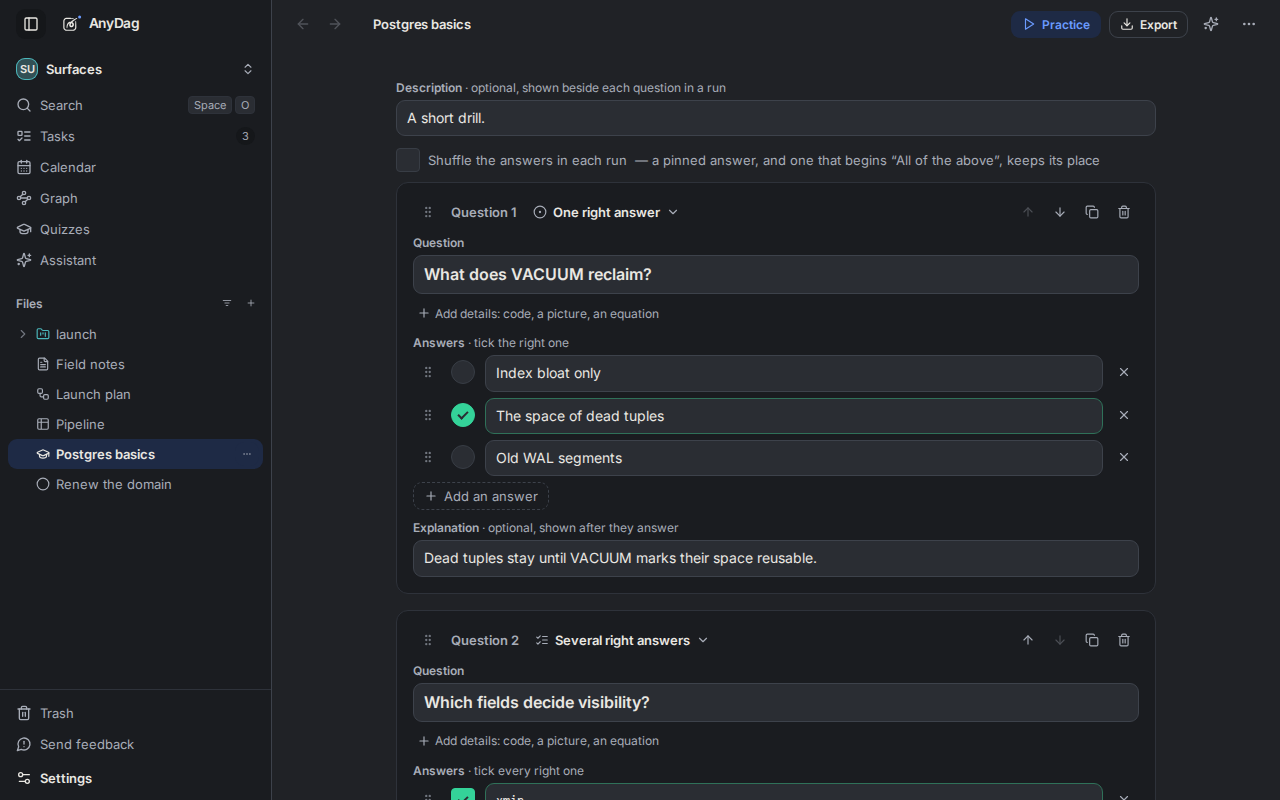 AnyDag
SU Surfaces
Search Space O
Tasks 3
Calendar
Graph
Quizzes
Assistant
Files
launch
Field notes
Launch plan
Pipeline
Postgres basics
Renew the domain
Trash
Send feedback
Settings
Postgres basics
Practice
Export
Description · optional, shown beside each question in a run
A short drill.
Shuffle the answers in each run — a pinned answer, and one that begins “All of the above”, keeps its place
Question 1 One right answer
Question
What does VACUUM reclaim?
Add details: code, a picture, an equation
Answers · tick the right one
Index bloat only
The space of dead tuples
Old WAL segments
Add an answer
Explanation · optional, shown after they answer
Dead tuples stay until VACUUM marks their space reusable.
Question 2 Several right answers
Question
Which fields decide visibility?
Add details: code, a picture, an equation
Answers · tick every right one